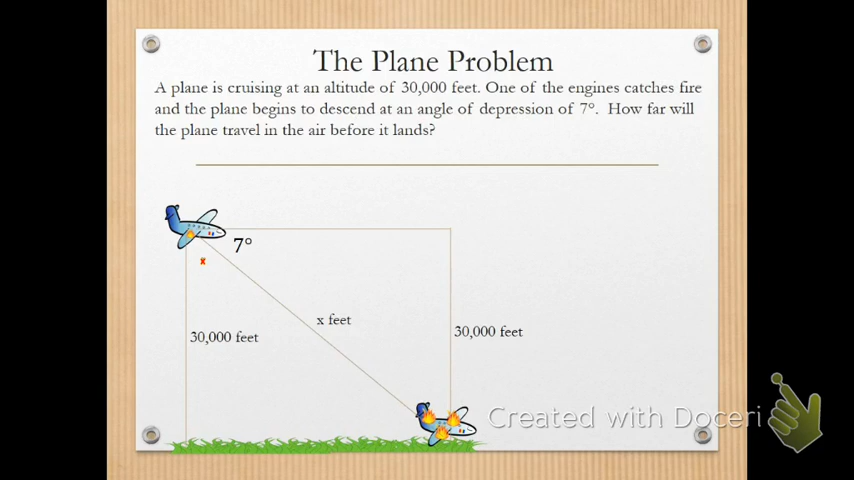 The Plane Problem
A plane is cruising at an altitude of 30,000 feet. One of the engines catches fire
and the plane begins to descend at an angle of depression of 7°. How far will
the plane travel in the air before it lands?
7°
x
x feet
30,000 feet
30,000 feet
Created with Doceri